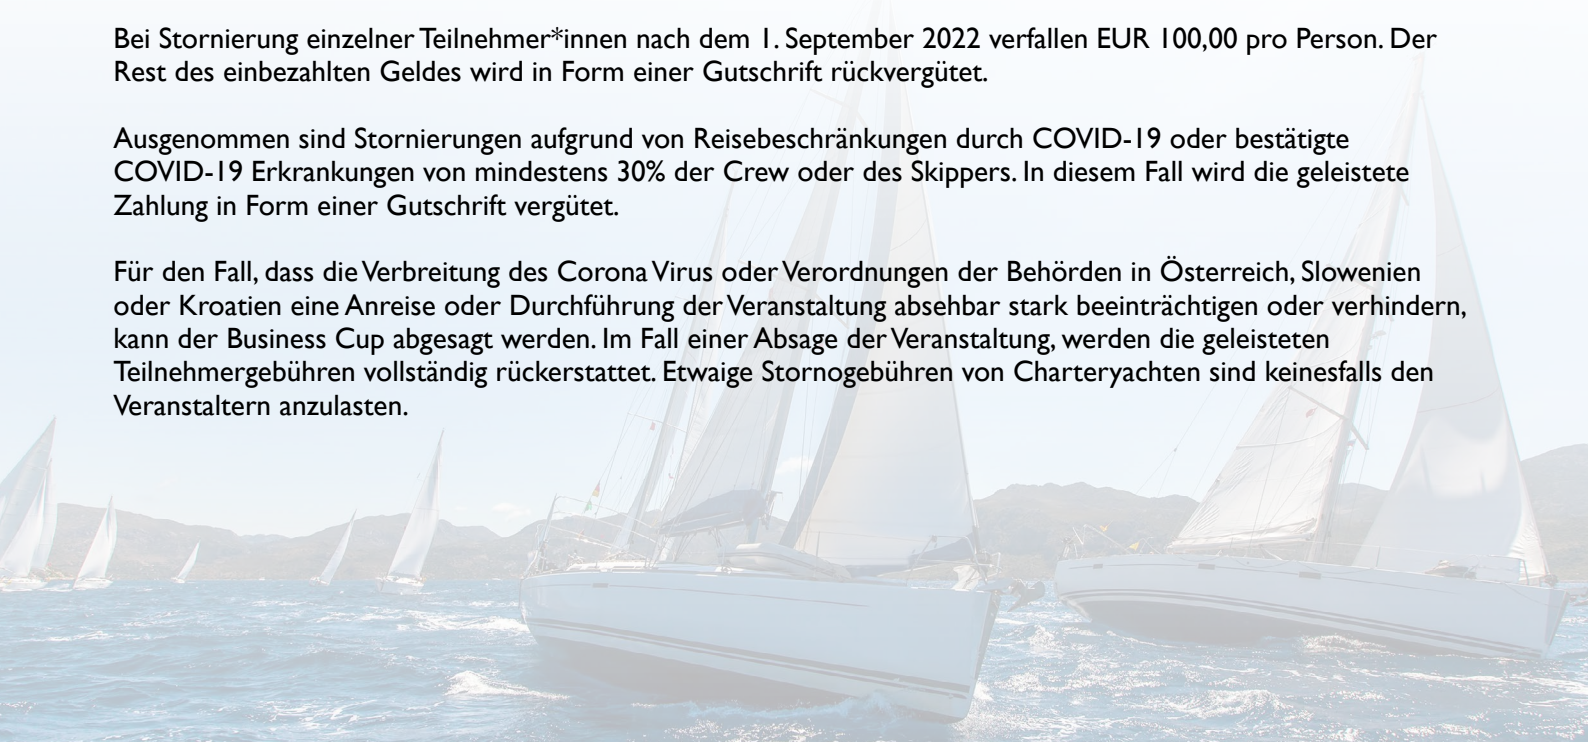 Bei Stornierung einzelner Teilnehmer*innen nach dem 1. September 2022 verfallen EUR 100,00 pro Person. Der
Rest des einbezahlten Geldes wird in Form einer Gutschrift rückvergütet.
Ausgenommen sind Stornierungen aufgrund von Reisebeschränkungen durch COVID-19 oder bestätigte
COVID-19 Erkrankungen von mindestens 30% der Crew oder des Skippers. In diesem Fall wird die geleistete
Zahlung in Form einer Gutschrift vergütet.
Für den Fall, dass die Verbreitung des Corona Virus oder Verordnungen der Behörden in Österreich, Slowenien
oder Kroatien eine Anreise oder Durchführung der Veranstaltung absehbar stark beeinträchtigen oder verhindern,
kann der Business Cup abgesagt werden. Im Fall einer Absage der Veranstaltung, werden die geleisteten
Teilnehmergebühren vollständig rückerstattet. Etwaige Stornogebühren von Charteryachten sind keinesfalls den
Veranstaltern anzulasten.